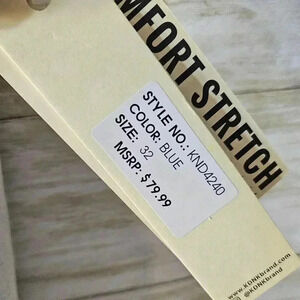 MFORT STRETCH
STYLE NO.: KND4240
COLOR: BLUE
SIZE: 32
MSRP: $79.99
www.KDNKbrand.com
@KDNKbrand